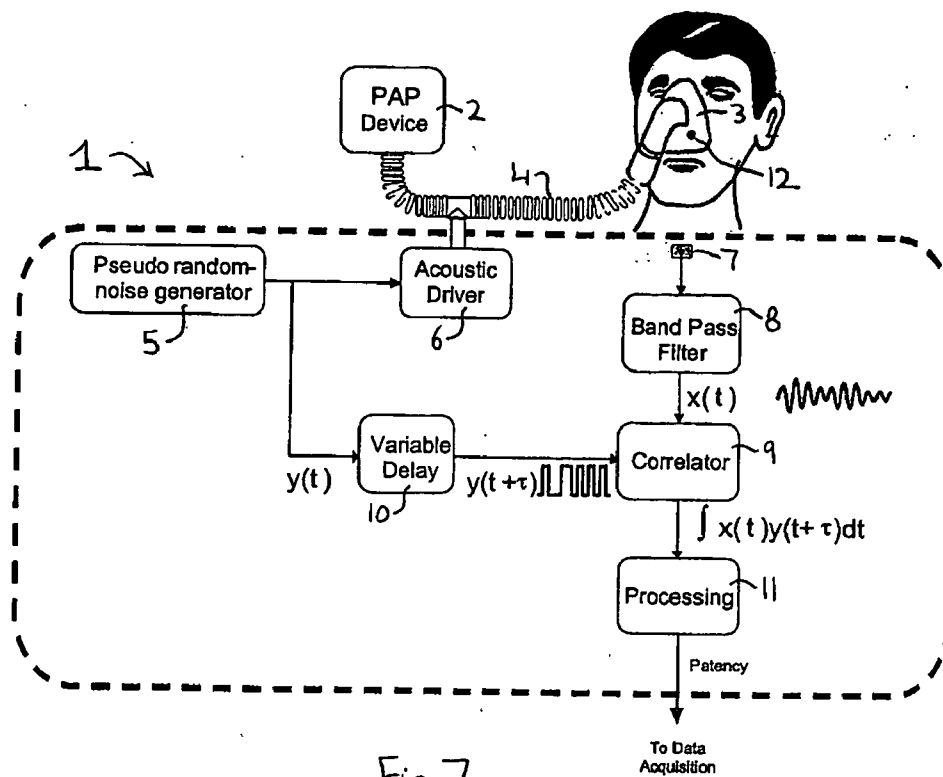 PAP
Device
2
3
1
4
12
Pseudo random-
noise generator
5
Acoustic
Driver
6
7
Band Pass
Filter
8
x(t)
Variable
Delay
10
y(t)
y(t+τ)
Correlator
9
∫ x(t)y(t+ τ)dt
Processing
11
Patency
To Data
Acquisition
Fig 7